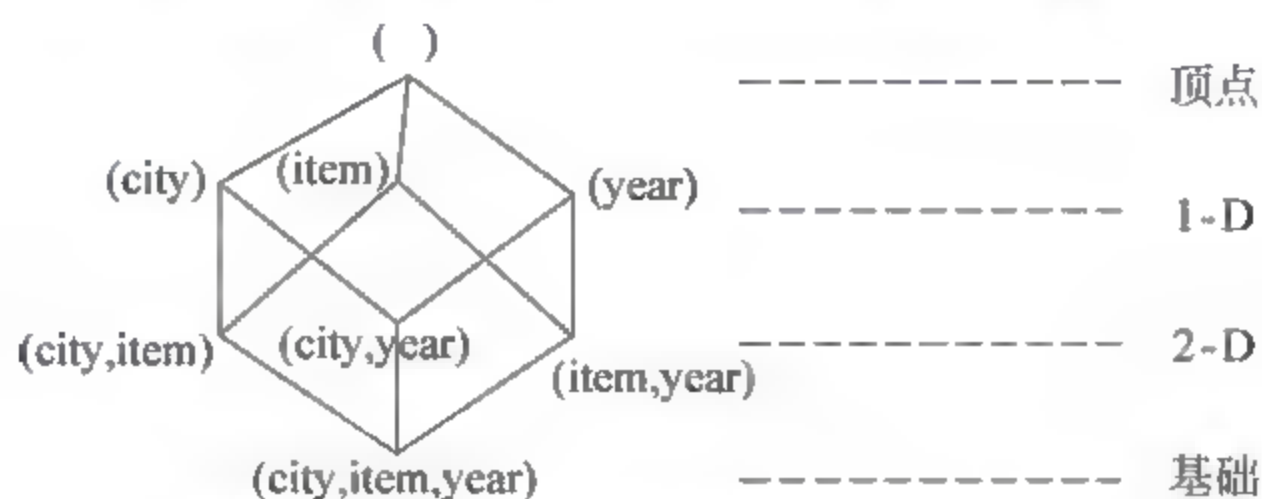 ( )
顶点
(city) (item) (year)
1-D
(city,item) (city,year) (item,year)
2-D
(city,item,year)
基础